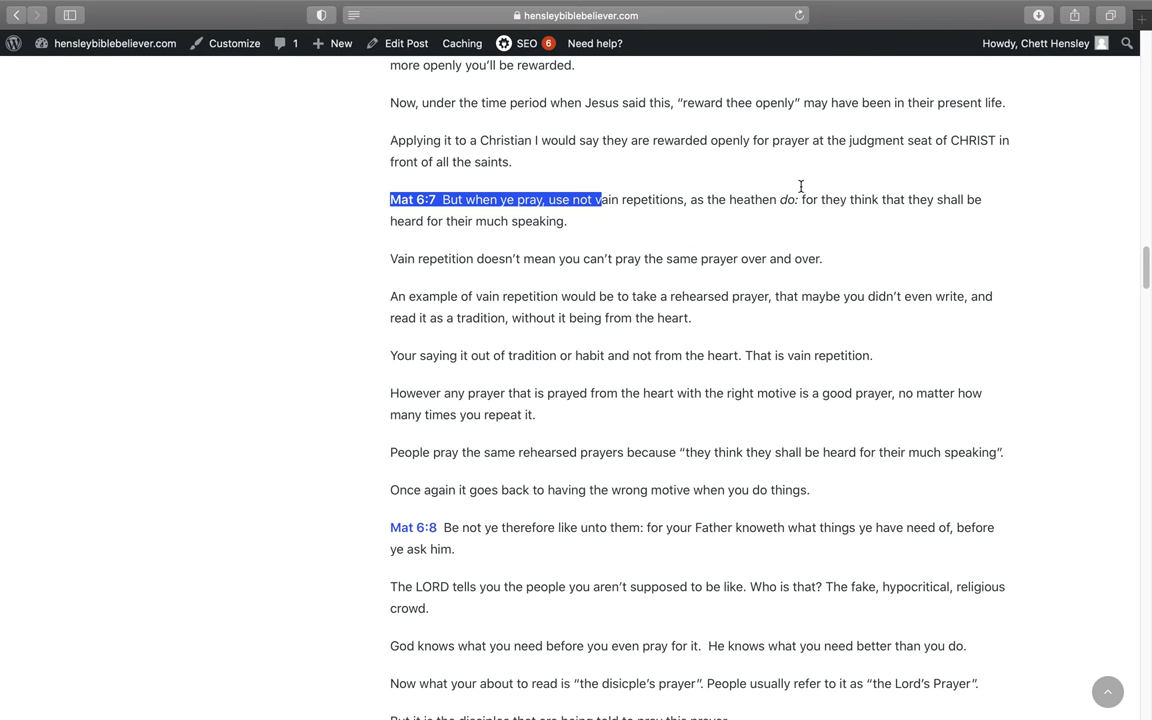 hensleybiblebeliever.com
hensleybiblebeliever.com Customize 1 New Edit Post Caching SEO 6 Need help? Howdy, Chett Hensley
more openly you’ll be rewarded.
Now, under the time period when Jesus said this, “reward thee openly” may have been in their present life.
Applying it to a Christian I would say they are rewarded openly for prayer at the judgment seat of CHRIST in
front of all the saints.
Mat 6:7 But when ye pray, use not vain repetitions, as the heathen do: for they think that they shall be
heard for their much speaking.
Vain repetition doesn’t mean you can’t pray the same prayer over and over.
An example of vain repetition would be to take a rehearsed prayer, that maybe you didn’t even write, and
read it as a tradition, without it being from the heart.
Your saying it out of tradition or habit and not from the heart. That is vain repetition.
However any prayer that is prayed from the heart with the right motive is a good prayer, no matter how
many times you repeat it.
People pray the same rehearsed prayers because “they think they shall be heard for their much speaking”.
Once again it goes back to having the wrong motive when you do things.
Mat 6:8 Be not ye therefore like unto them: for your Father knoweth what things ye have need of, before
ye ask him.
The LORD tells you the people you aren’t supposed to be like. Who is that? The fake, hypocritical, religious
crowd.
God knows what you need before you even pray for it. He knows what you need better than you do.
Now what your about to read is “the disicple’s prayer”. People usually refer to it as “the Lord’s Prayer”.
But it is the disciples that are being told to pray this prayer